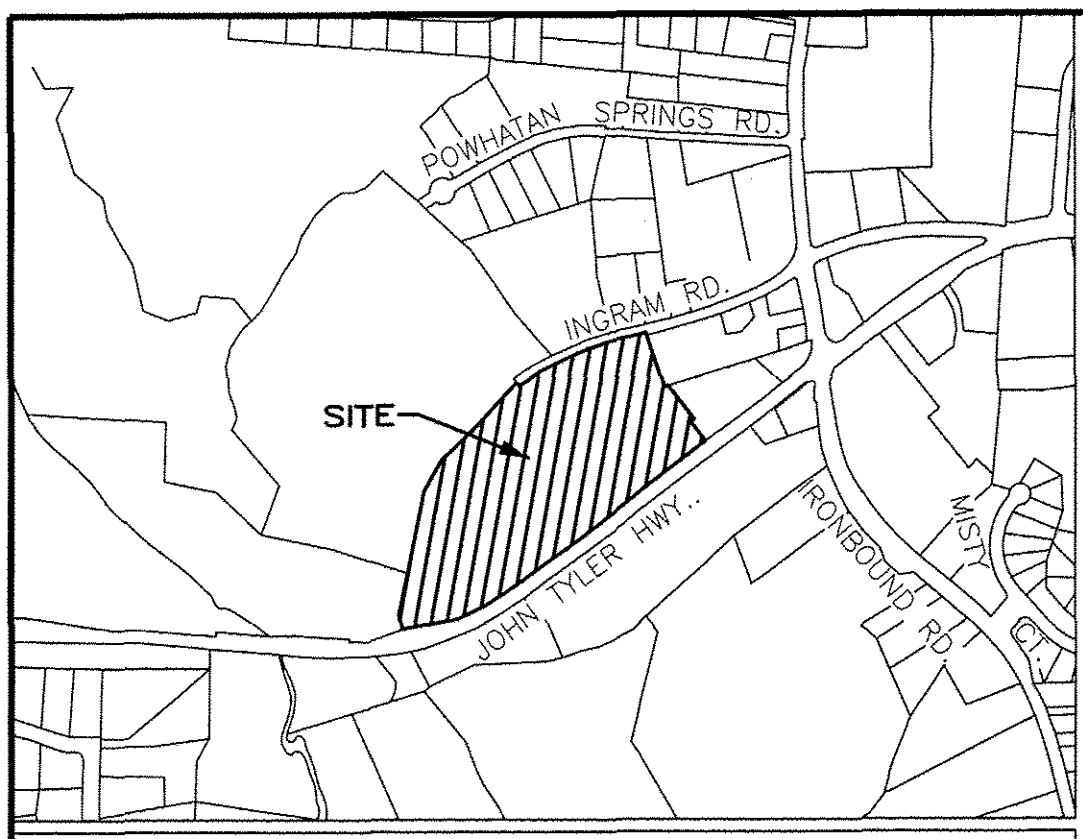 POWHATAN SPRINGS RD.
INGRAM RD.
SITE
JOHN TYLER HWY..
IRONBOUND RD.
MISTY CT.